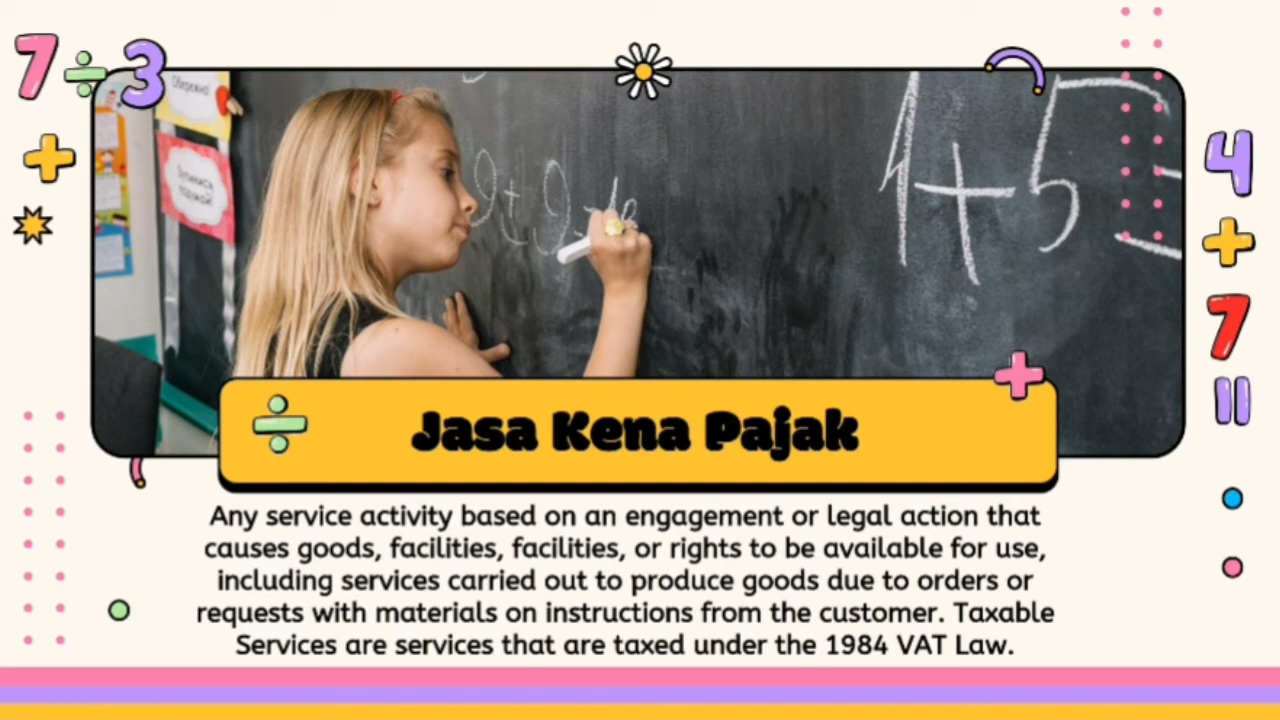 7 ÷ 3
+
4
+
7
=
1+5=
Jasa Kena Pajak
Any service activity based on an engagement or legal action that
causes goods, facilities, facilities, or rights to be available for use,
including services carried out to produce goods due to orders or
requests with materials on instructions from the customer. Taxable
Services are services that are taxed under the 1984 VAT Law.